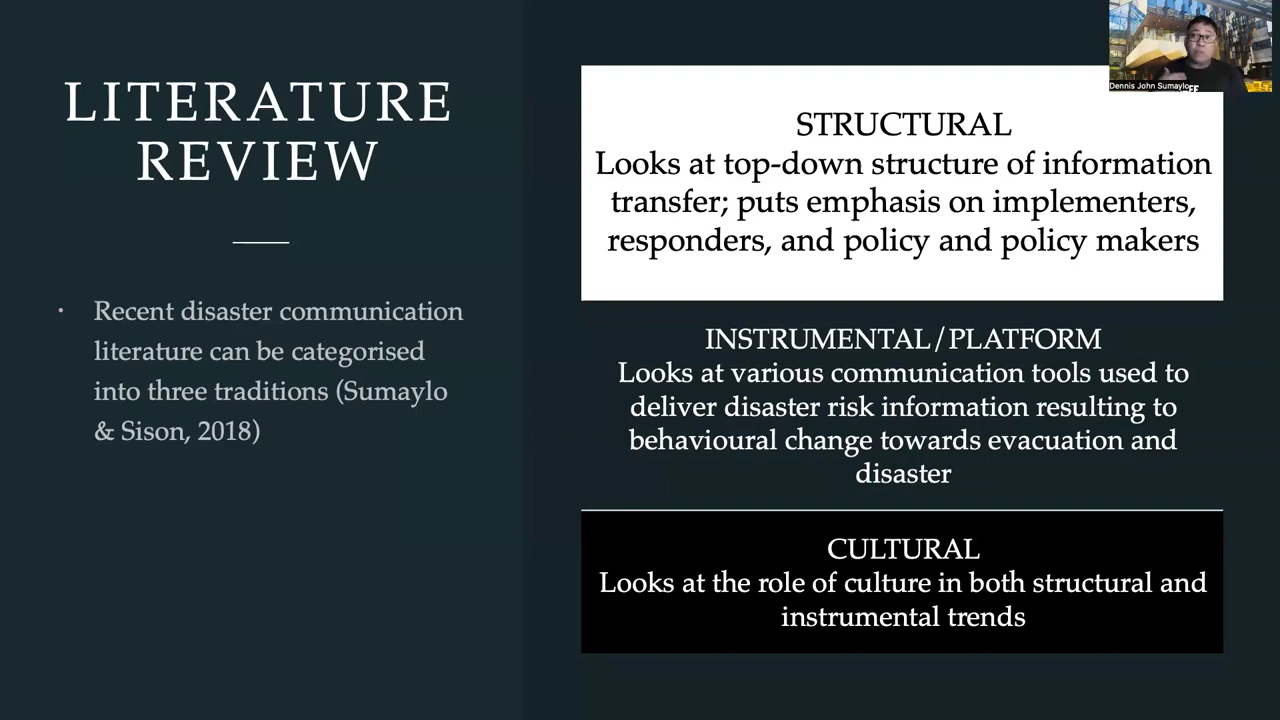 LITERATURE
REVIEW
• Recent disaster communication
literature can be categorised
into three traditions (Sumaylo
& Sison, 2018)
Dennis John Sumaylo
STRUCTURAL
Looks at top-down structure of information
transfer; puts emphasis on implementers,
responders, and policy and policy makers
INSTRUMENTAL/PLATFORM
Looks at various communication tools used to
deliver disaster risk information resulting to
behavioural change towards evacuation and
disaster
CULTURAL
Looks at the role of culture in both structural and
instrumental trends